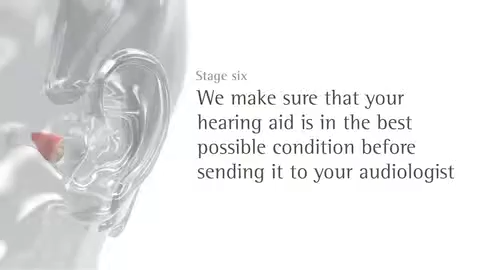 Stage six
We make sure that your
hearing aid is in the best
possible condition before
sending it to your audiologist